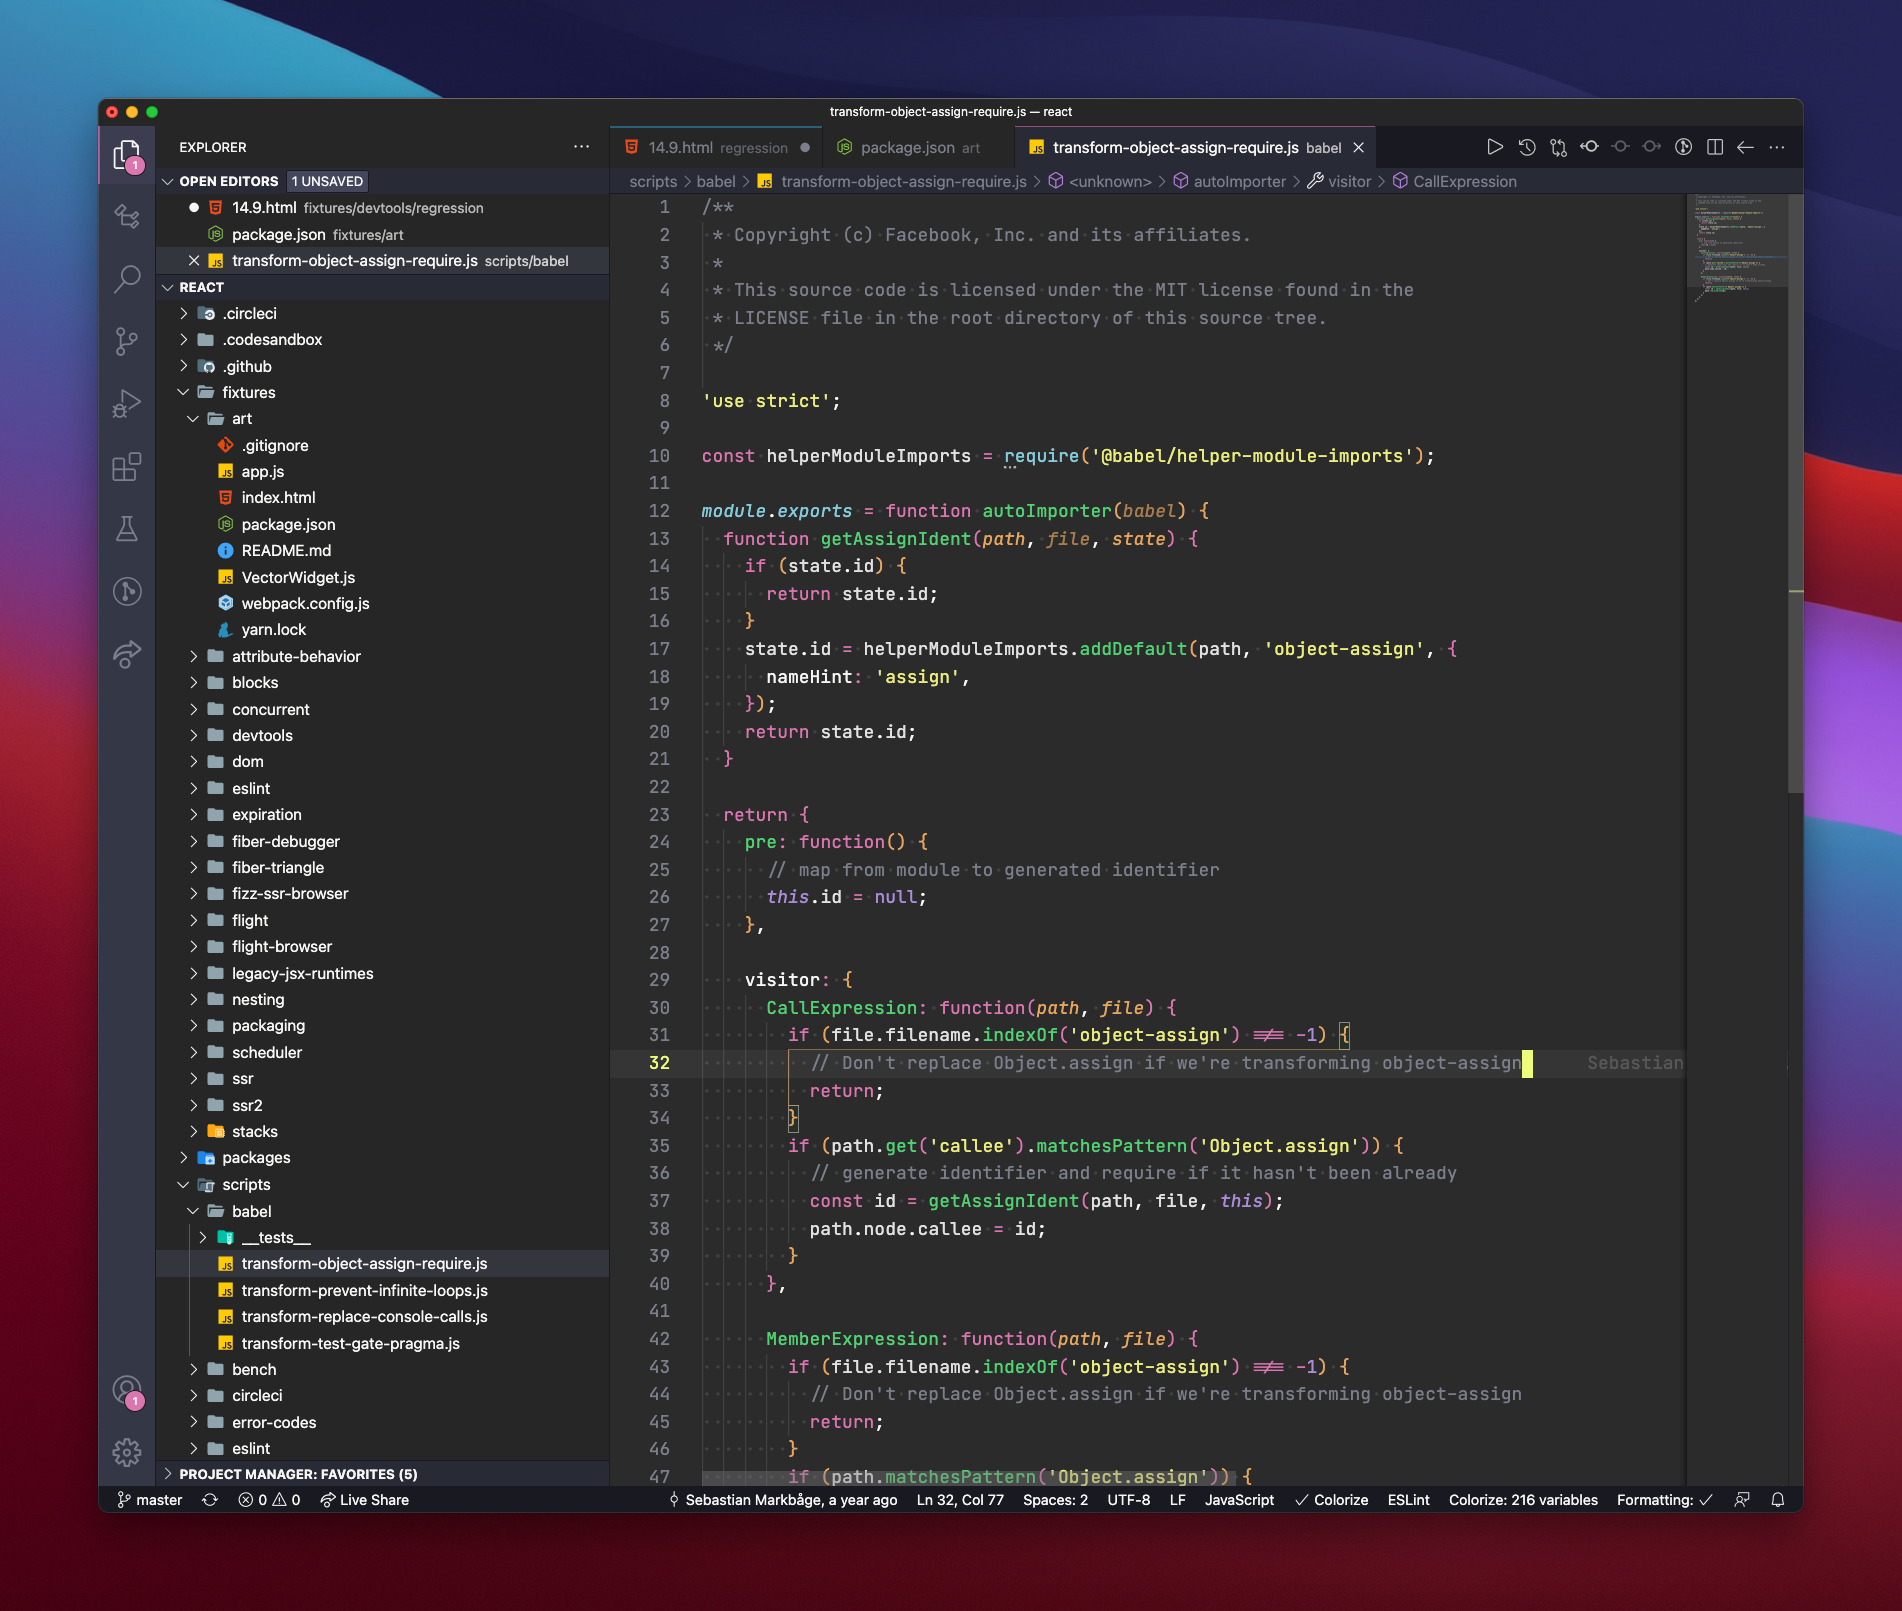 transform-object-assign-require.js — react
EXPLORER
1
OPEN EDITORS 1 UNSAVED
14.9.html fixtures/devtools/regression
package.json fixtures/art
transform-object-assign-require.js scripts/babel
REACT
.circleci
.codesandbox
.github
fixtures
art
.gitignore
app.js
index.html
package.json
README.md
VectorWidget.js
webpack.config.js
yarn.lock
attribute-behavior
blocks
concurrent
devtools
dom
eslint
expiration
fiber-debugger
fiber-triangle
fizz-ssr-browser
flight
flight-browser
legacy-jsx-runtimes
nesting
packaging
scheduler
ssr
ssr2
stacks
packages
scripts
babel
__tests__
transform-object-assign-require.js
transform-prevent-infinite-loops.js
transform-replace-console-calls.js
transform-test-gate-pragma.js
bench
circleci
error-codes
eslint
1
PROJECT MANAGER: FAVORITES (5)
14.9.html regression
package.json art
transform-object-assign-require.js babel
scripts > babel > transform-object-assign-require.js > <unknown> > autoImporter > visitor > CallExpression
1 /**
2 * Copyright (c) Facebook, Inc. and its affiliates.
3 *
4 * This source code is licensed under the MIT license found in the
5 * LICENSE file in the root directory of this source tree.
6 */
7
8 'use strict';
9
10 const helperModuleImports = require('@babel/helper-module-imports');
11
12 module.exports = function autoImporter(babel) {
13 function getAssignIdent(path, file, state) {
14 if (state.id) {
15 return state.id;
16 }
17 state.id = helperModuleImports.addDefault(path, 'object-assign', {
18 nameHint: 'assign',
19 });
20 return state.id;
21 }
22
23 return {
24 pre: function() {
25 // map from module to generated identifier
26 this.id = null;
27 },
28
29 visitor: {
30 CallExpression: function(path, file) {
31 if (file.filename.indexOf('object-assign') !== -1) {
32 // Don't replace Object.assign if we're transforming object-assign Sebastian
33 return;
34 }
35 if (path.get('callee').matchesPattern('Object.assign')) {
36 // generate identifier and require if it hasn't been already
37 const id = getAssignIdent(path, file, this);
38 path.node.callee = id;
39 }
40 },
41
42 MemberExpression: function(path, file) {
43 if (file.filename.indexOf('object-assign') !== -1) {
44 // Don't replace Object.assign if we're transforming object-assign
45 return;
46 }
47 if (path.matchesPattern('Object.assign')) {
master 0 0 Live Share Sebastian Markbåge, a year ago Ln 32, Col 77 Spaces: 2 UTF-8 LF JavaScript Colorize ESLint Colorize: 216 variables Formatting: